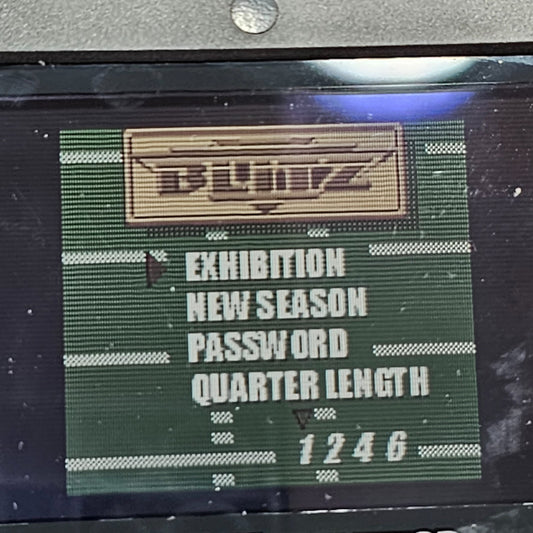 BLITZ
EXHIBITION
NEW SEASON
PASSWORD
QUARTER LENGTH
1 2 4 6